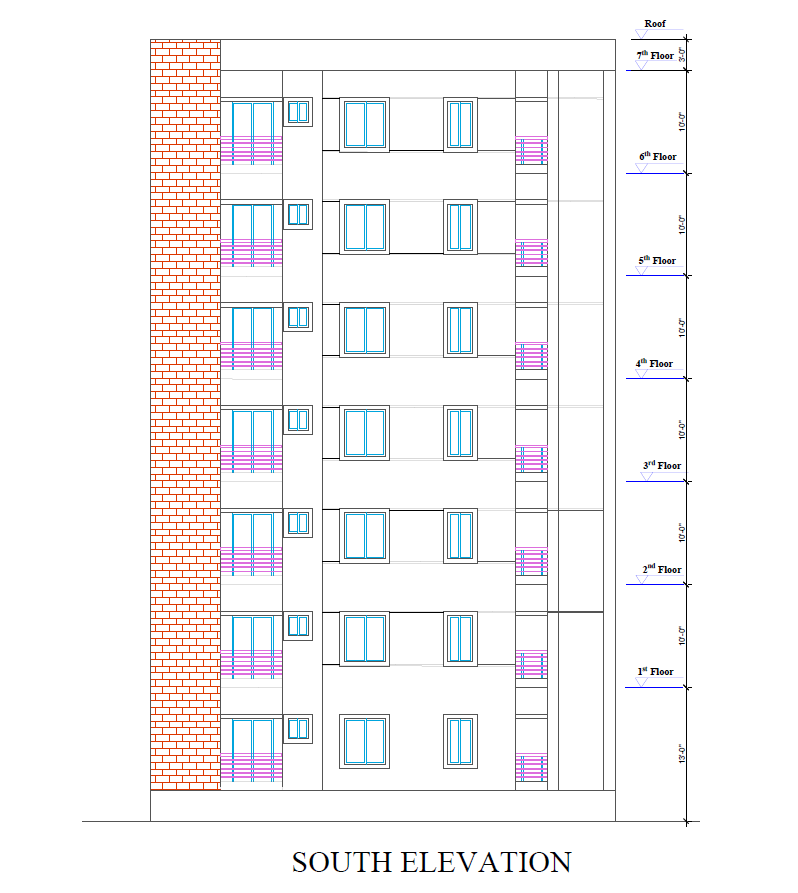 Roof
3'-0"
7th Floor
10'-0"
6th Floor
10'-0"
5th Floor
10'-0"
4th Floor
10'-0"
3rd Floor
10'-0"
2nd Floor
10'-0"
1st Floor
13'-0"
SOUTH ELEVATION